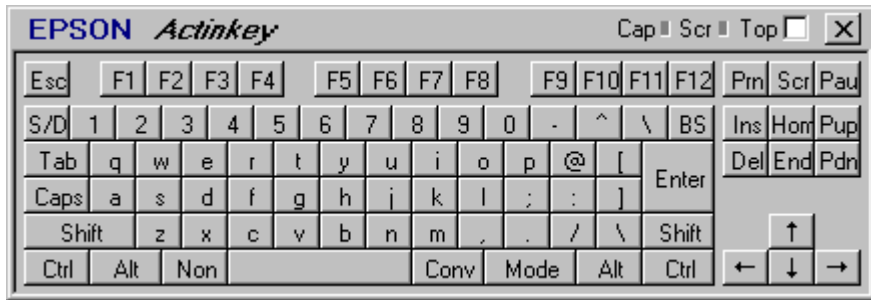 EPSON Actinkey Cap Scr Top
Esc F1 F2 F3 F4 F5 F6 F7 F8 F9 F10 F11 F12 Prn Scr Pau
S/D 1 2 3 4 5 6 7 8 9 0 - ^ \ BS Ins Hom Pup
Tab q w e r t y u i o p @ [ Enter Del End Pdn
Caps a s d f g h j k l ; : ]
Shift z x c v b n m , . / \ Shift ↑
Ctrl Alt Non Conv Mode Alt Ctrl ← ↓ →